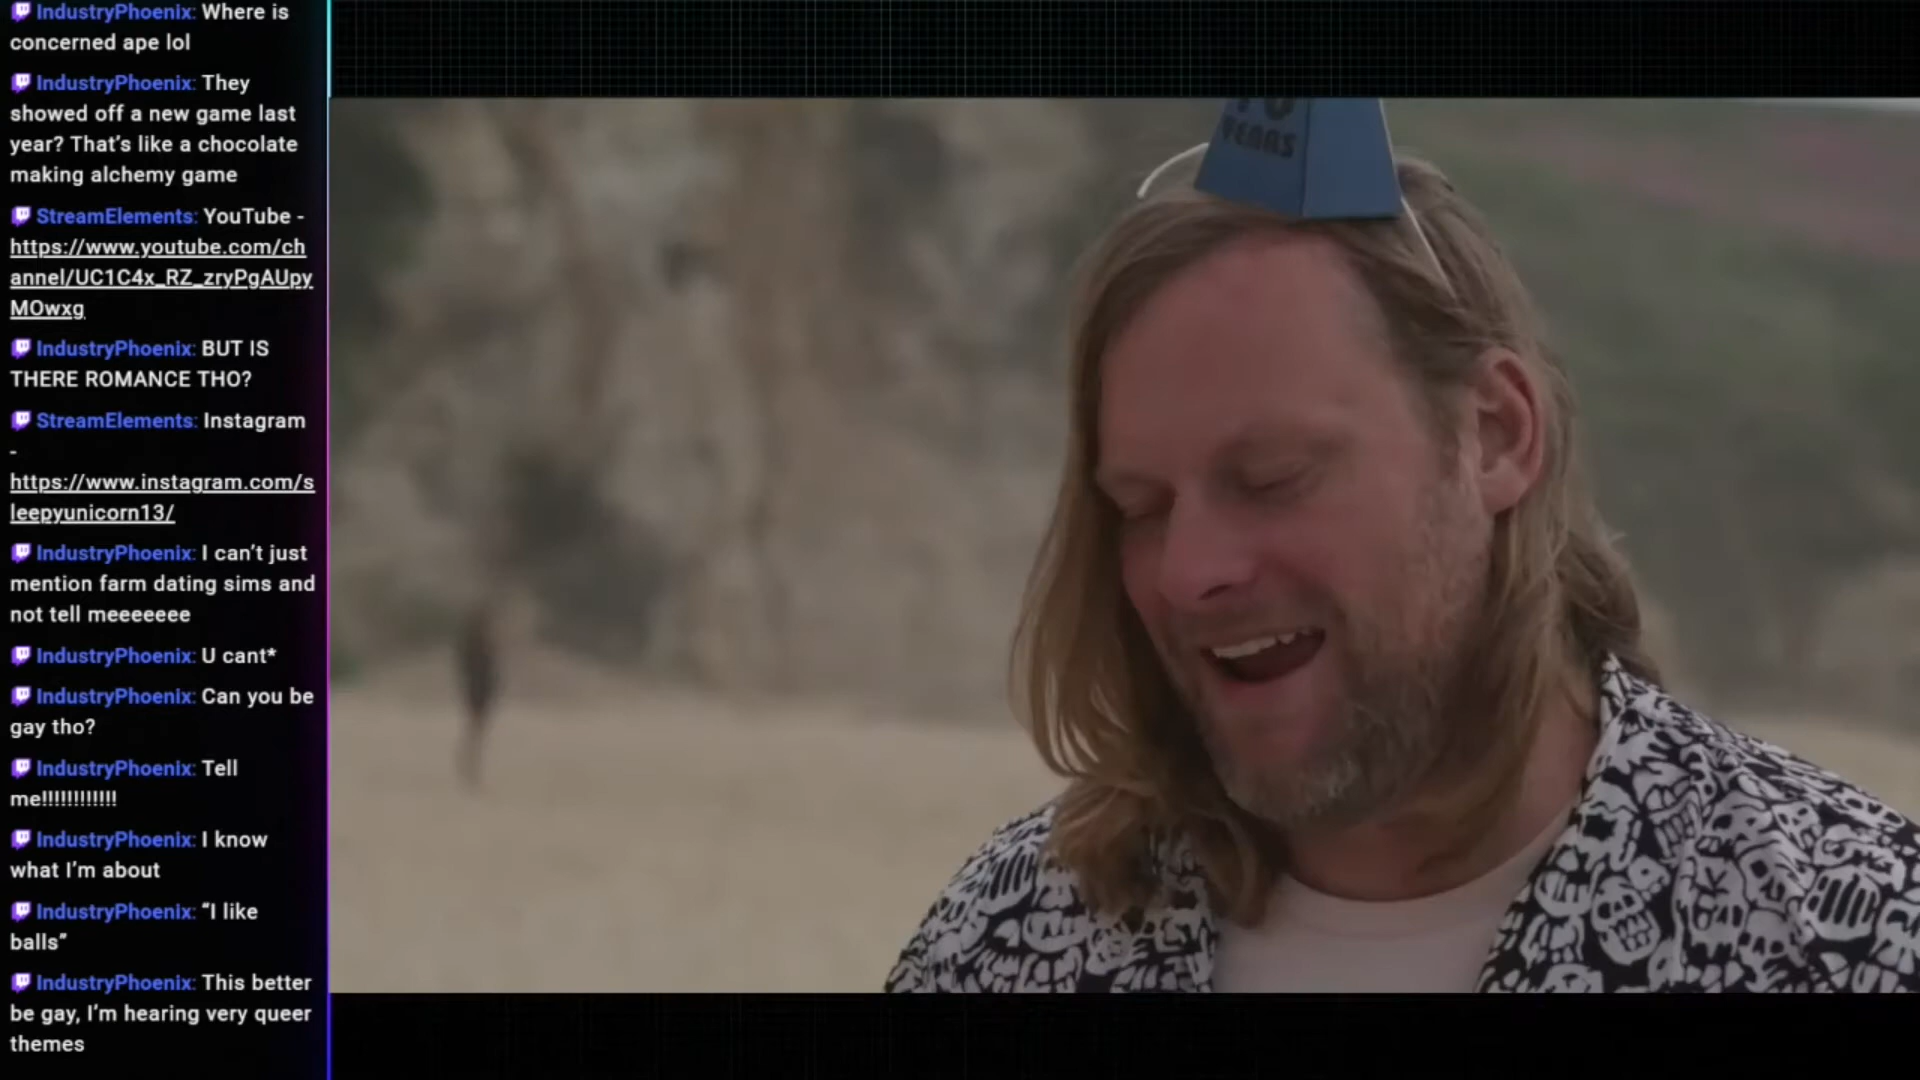 IndustryPhoenix: Where is
concerned ape lol
IndustryPhoenix: They
showed off a new game last
year? That's like a chocolate
making alchemy game
StreamElements: YouTube -
https://www.youtube.com/ch
annel/UC1C4x_RZ_zryPgAUpy
MOwxg
IndustryPhoenix: BUT IS
THERE ROMANCE THO?
StreamElements: Instagram
-
https://www.instagram.com/s
leepyunicorn13/
IndustryPhoenix: I can't just
mention farm dating sims and
not tell meeeeeee
IndustryPhoenix: U cant*
IndustryPhoenix: Can you be
gay tho?
IndustryPhoenix: Tell
me!!!!!!!!!!!!
IndustryPhoenix: I know
what I'm about
IndustryPhoenix: “I like
balls”
IndustryPhoenix: This better
be gay, I'm hearing very queer
themes
YEARS